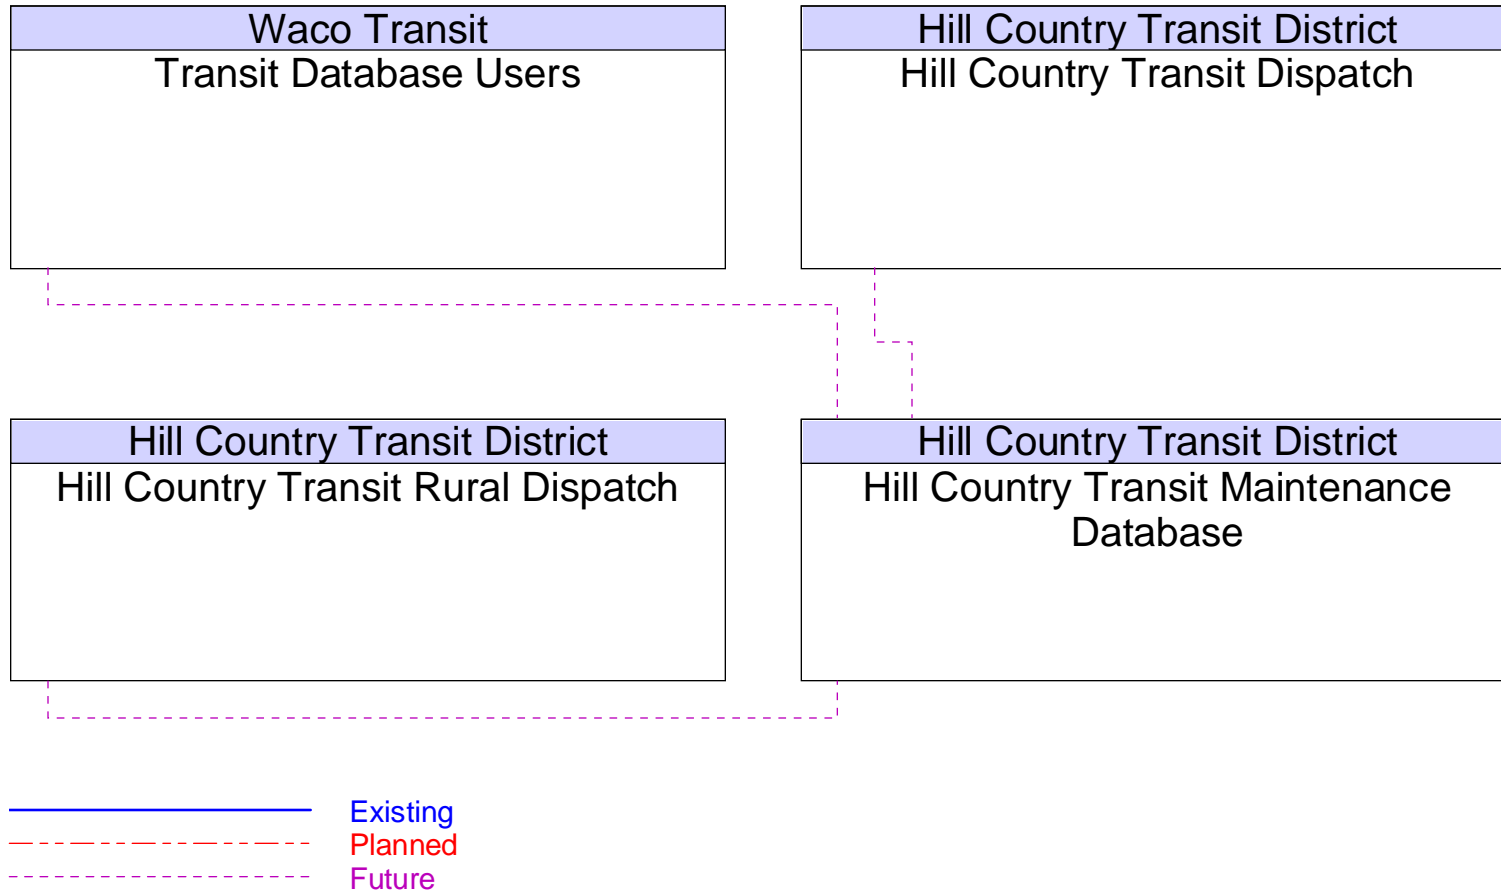 Waco Transit
Transit Database Users
Hill Country Transit District
Hill Country Transit Dispatch
Hill Country Transit District
Hill Country Transit Rural Dispatch
Hill Country Transit District
Hill Country Transit Maintenance
Database
Existing
Planned
Future